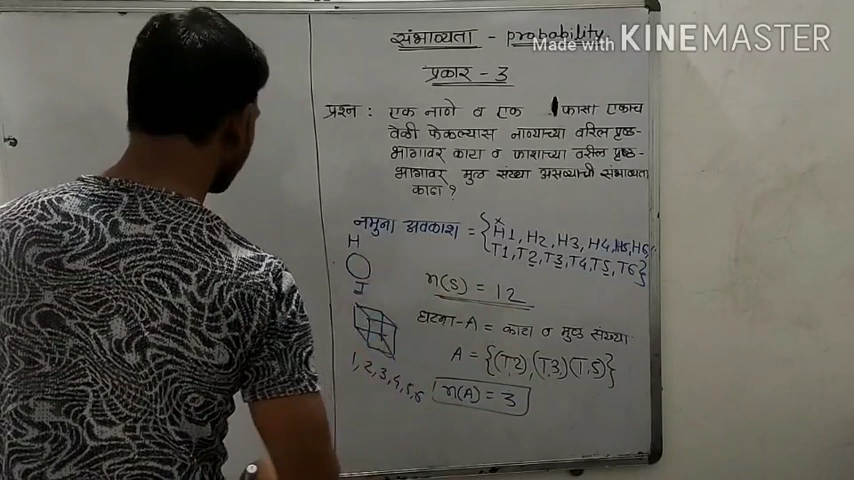 संभाव्यता - probability
Made with KINEMASTER
प्रकार - 3
प्रश्न : एक नाणे व एक फासा एकाच
वेळी फेकल्यास नाण्याच्या वरिल पृष्ठ-
भागावर काटा व फाशाच्या वरील पृष्ठ-
भागावर मुळ संख्या असव्याची संभाव्यता
काढा ?
नमुना अवकाश = {H1, H2, H3, H4, H5, H6,
T1, T2, T3, T4, T5, T6}
H
T
n(S) = 12
घटना-A = काटा व मुळ संख्या
A = {(T,2), (T,3) (T,5)}
1, 2, 3, 4, 5, 6
n(A) = 3